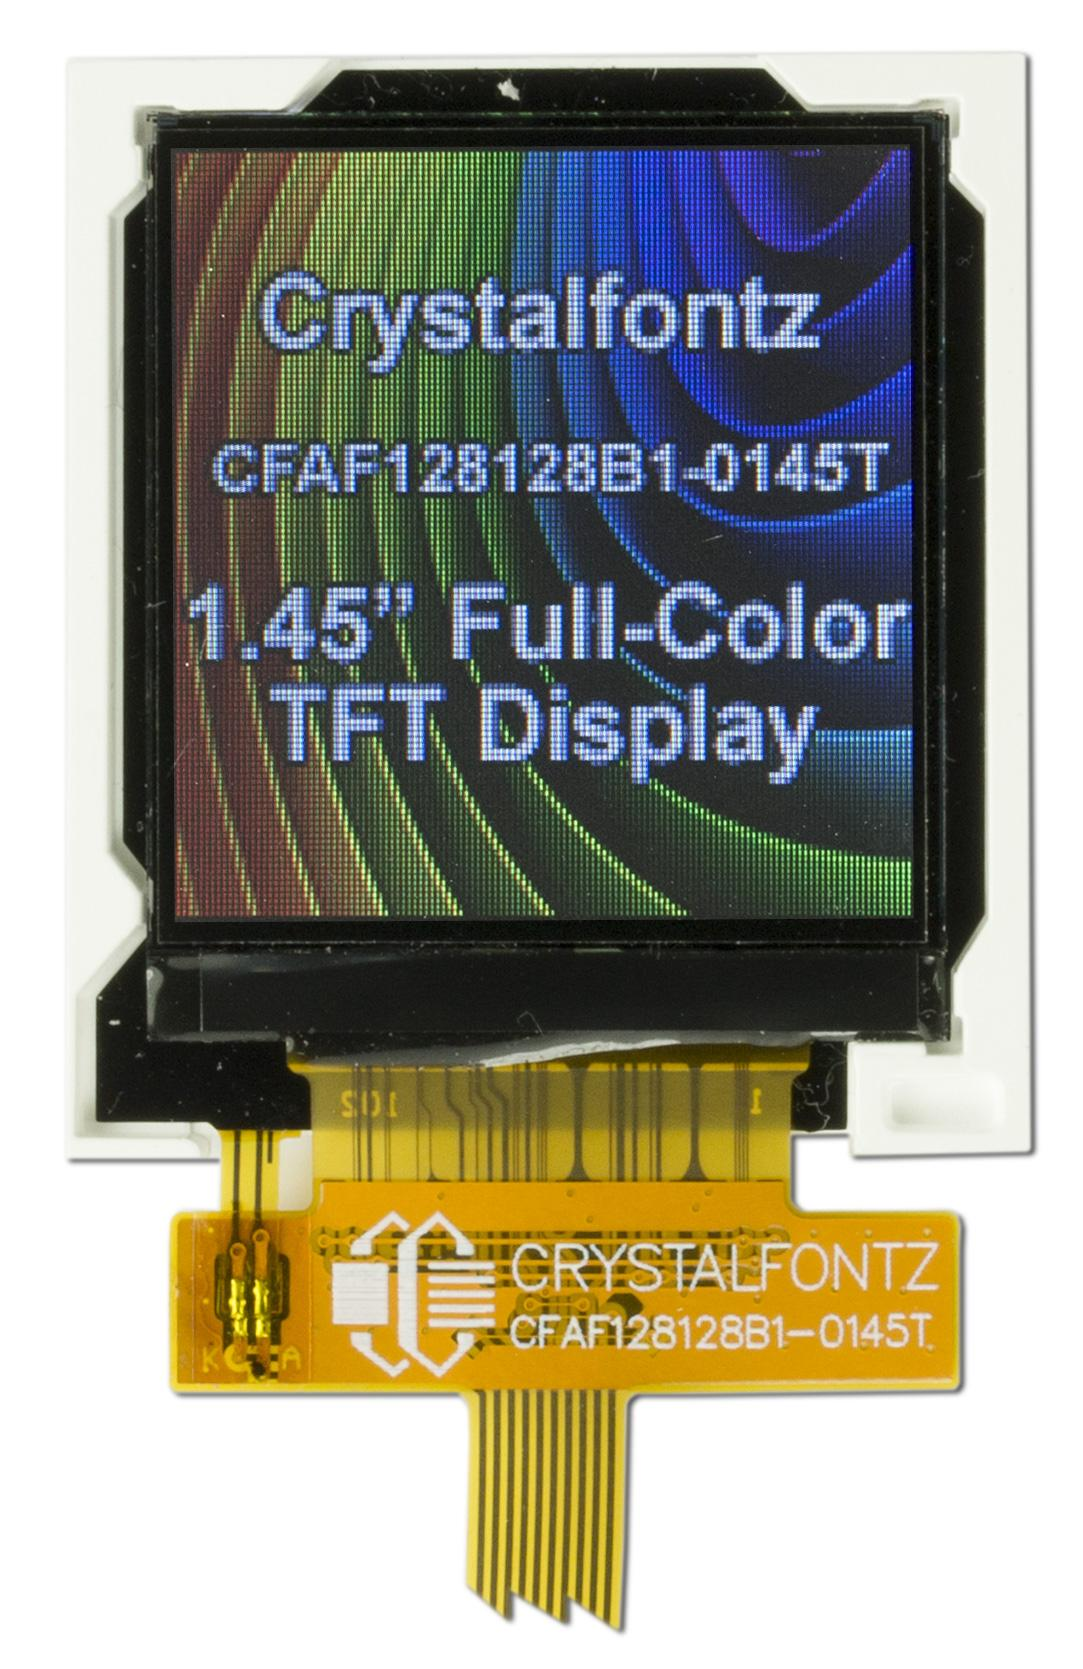 Crystalfontz
CFAF128128B1-0145T
1.45” Full-Color
TFT Display
102 1
CRYSTALFONTZ
CFAF128128B1-0145T
K A